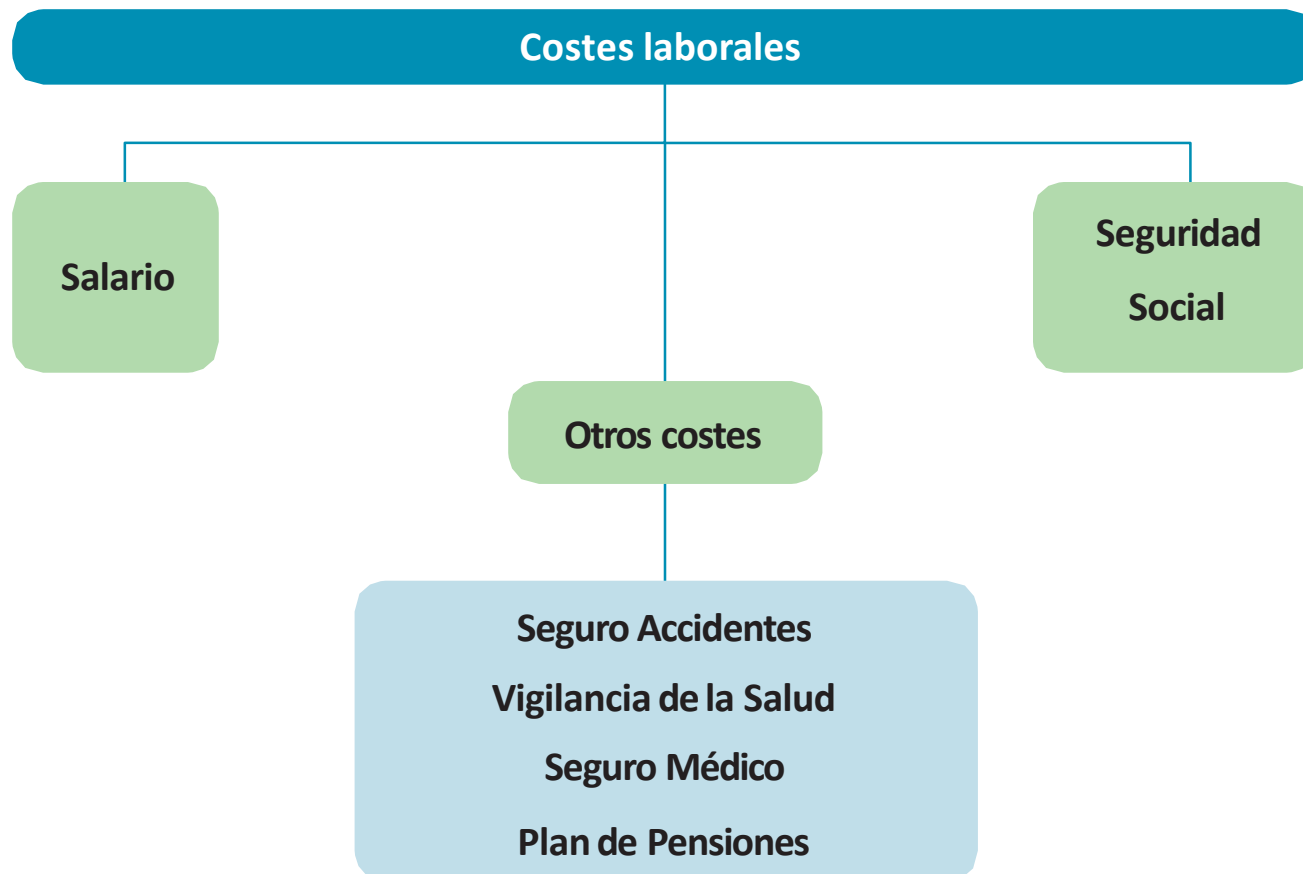 Costes laborales
Salario
Seguridad
Social
Otros costes
Seguro Accidentes
Vigilancia de la Salud
Seguro Médico
Plan de Pensiones